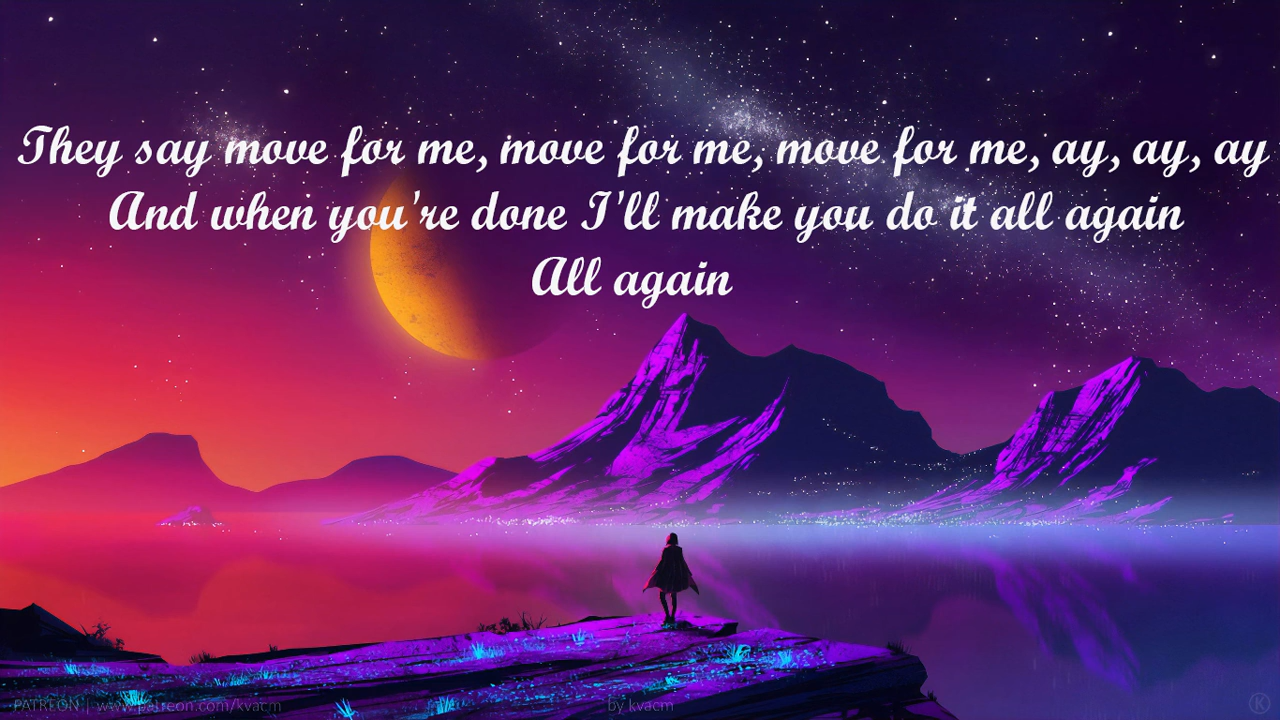 They say move for me, move for me, move for me, ay, ay, ay
And when you're done I'll make you do it all again
All again
PATREON | www.patreon.com/kvacm
by kvacm
K